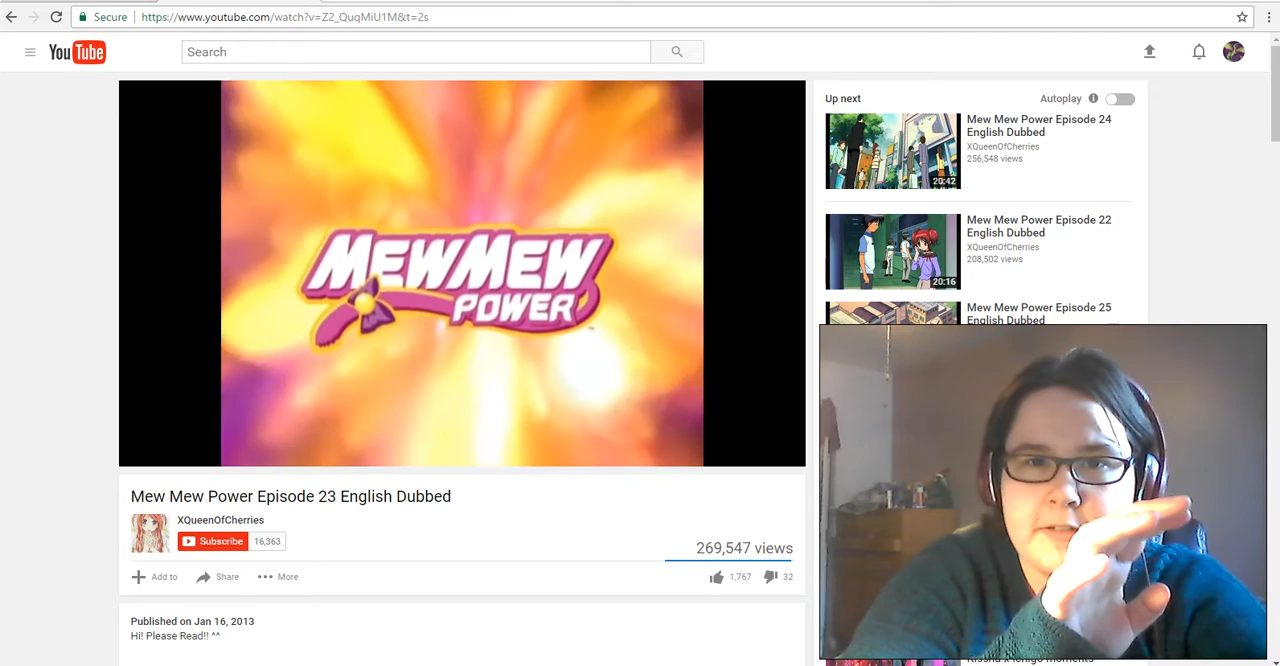 Secure https://www.youtube.com/watch?v=Z2_QuqMiU1M&t=2s
YouTube
Search
MEWMEW
POWER
Mew Mew Power Episode 23 English Dubbed
XQueenOfCherries
Subscribe 16,363
269,547 views
Add to Share More
1,767 32
Published on Jan 16, 2013
Hi! Please Read!! ^^
Up next
Autoplay
Mew Mew Power Episode 24
English Dubbed
XQueenOfCherries
256,548 views
20:42
Mew Mew Power Episode 22
English Dubbed
XQueenOfCherries
208,502 views
20:16
Mew Mew Power Episode 25
English Dubbed